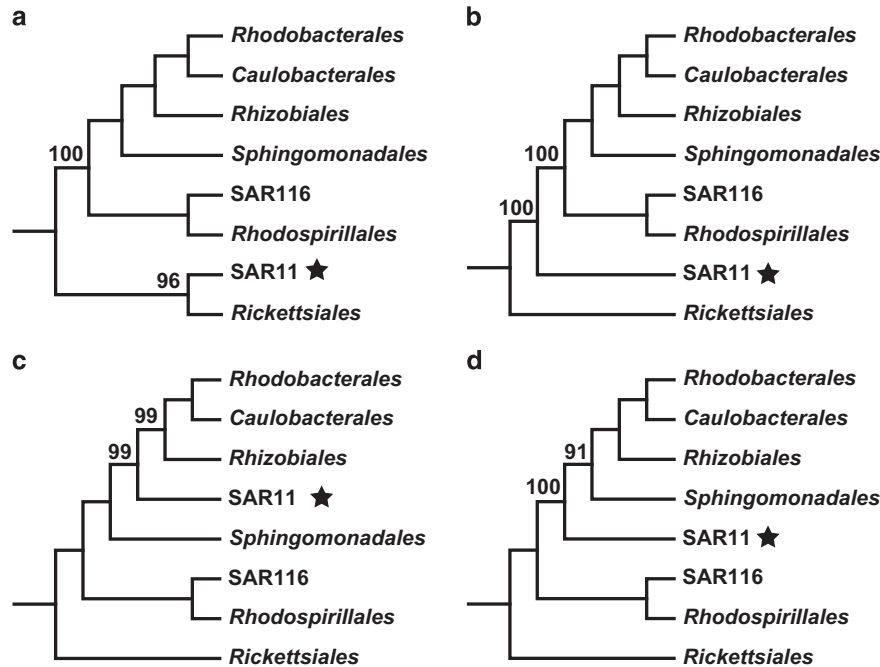 a
Rhodobacterales
Caulobacterales
Rhizobiales
100
Sphingomonadales
SAR116
Rhodospirillales
96
SAR11
Rickettsiales
b
Rhodobacterales
Caulobacterales
Rhizobiales
100
Sphingomonadales
SAR116
100
Rhodospirillales
SAR11
Rickettsiales
c
Rhodobacterales
99
Caulobacterales
99
Rhizobiales
SAR11
Sphingomonadales
SAR116
Rhodospirillales
Rickettsiales
d
Rhodobacterales
Caulobacterales
91
Rhizobiales
100
Sphingomonadales
SAR11
SAR116
Rhodospirillales
Rickettsiales